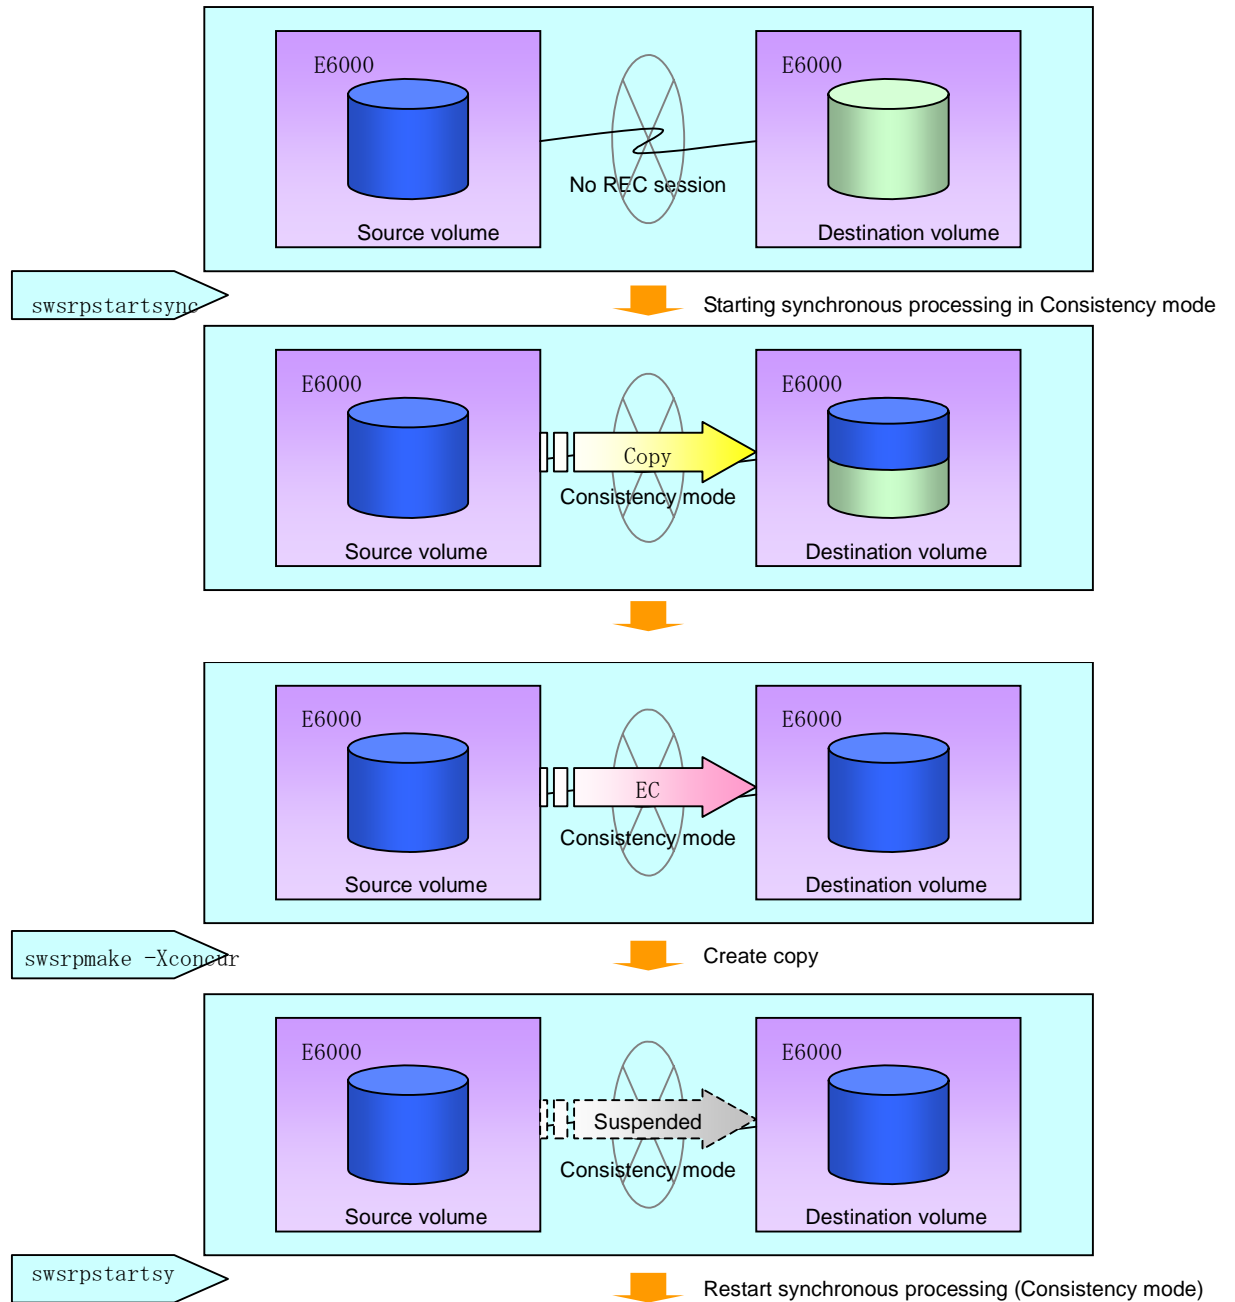 E6000
E6000
No REC session
Source volume
Destination volume
swsrpstartsync
Starting synchronous processing in Consistency mode
E6000
E6000
Copy
Consistency mode
Source volume
Destination volume
E6000
E6000
EC
Consistency mode
Source volume
Destination volume
swsrpmake -Xconcur
Create copy
E6000
E6000
Suspended
Consistency mode
Source volume
Destination volume
swsrpstartsy
Restart synchronous processing (Consistency mode)